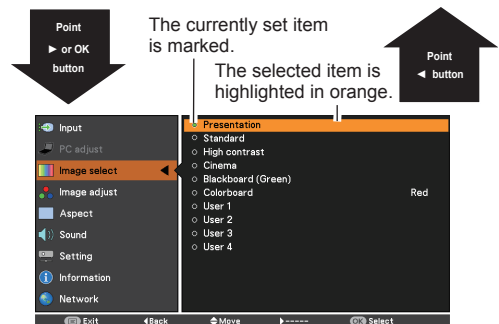 Point
► or OK
button
The currently set item
is marked.
The selected item is
highlighted in orange.
Point
◄ button
Input
PC adjust
Image select
Image adjust
Aspect
Sound
Setting
Information
Network
Presentation
Standard
High contrast
Cinema
Blackboard (Green)
Colorboard Red
User 1
User 2
User 3
User 4
Exit ◄Back Move ►----- OK Select